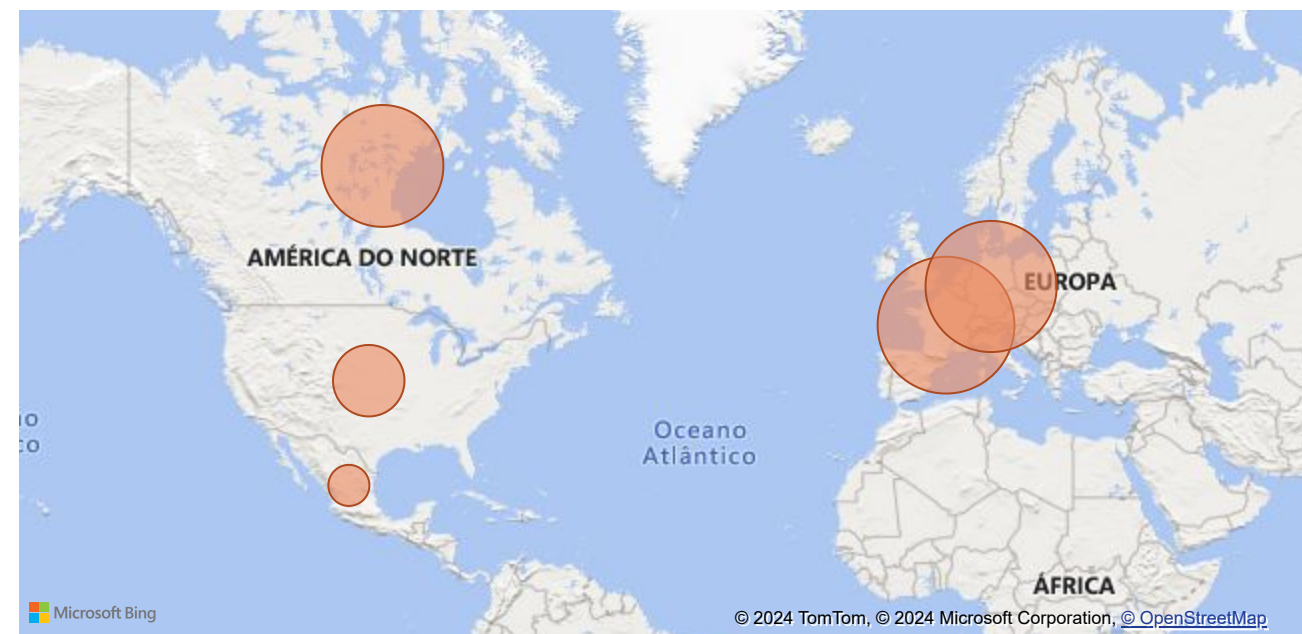 AMÉRICA DO NORTE
EUROPA
Oceano
Atlântico
ÁFRICA
Microsoft Bing
© 2024 TomTom, © 2024 Microsoft Corporation, © OpenStreetMap